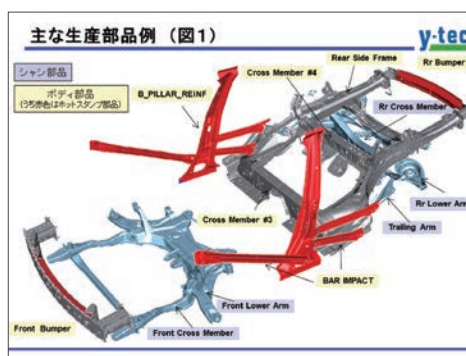 主な生産部品例（図1）
y-tec
シャシ部品
ボディ部品
（うち赤色はホットスタンプ部品）
B_PILLAR_REINF
Cross Member #4
Rear Side Frame
Rr Bumper
Rr Cross Member
Rr Lower Arm
Trailing Arm
Cross Member #3
BAR IMPACT
Front Lower Arm
Front Cross Member
Front Bumper